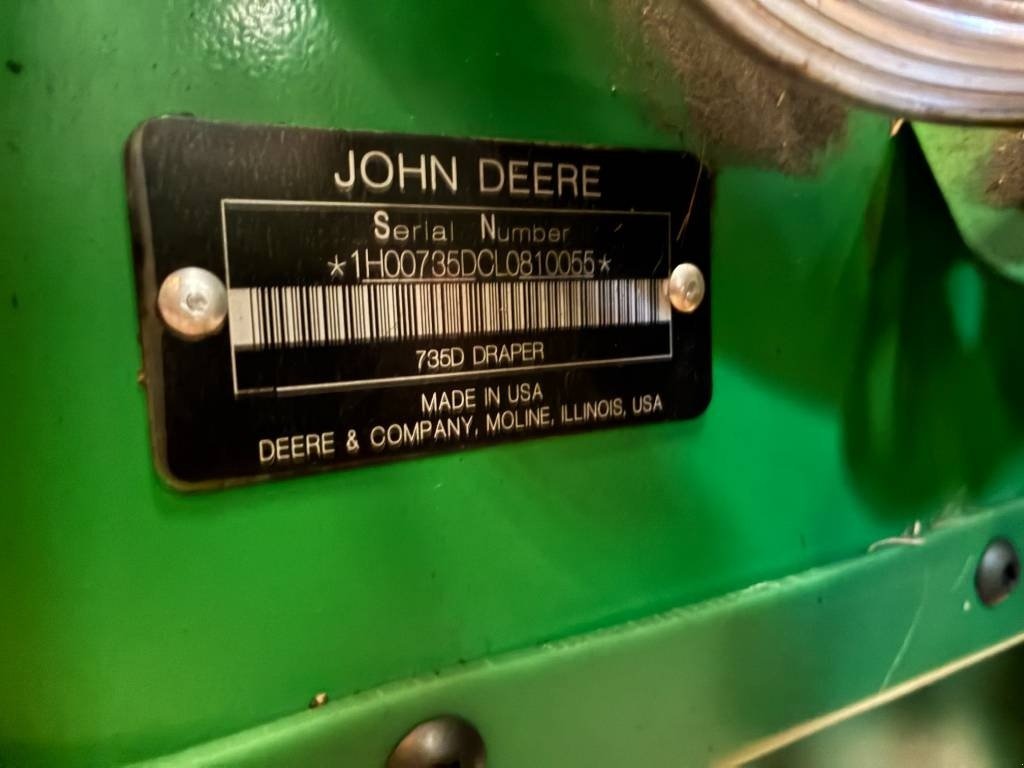 JOHN DEERE
Serial Number
*1H00735DCL0810055*
735D DRAPER
MADE IN USA
DEERE & COMPANY, MOLINE, ILLINOIS, USA